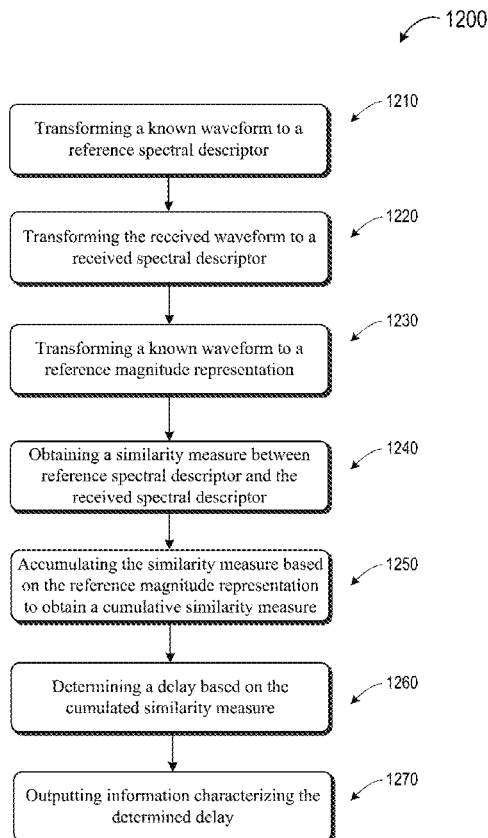 1200
1210
Transforming a known waveform to a
reference spectral descriptor
1220
Transforming the received waveform to a
received spectral descriptor
1230
Transforming a known waveform to a
reference magnitude representation
1240
Obtaining a similarity measure between
reference spectral descriptor and the
received spectral descriptor
1250
Accumulating the similarity measure based
on the reference magnitude representation
to obtain a cumulative similarity measure
1260
Determining a delay based on the
cumulated similarity measure
1270
Outputting information characterizing the
determined delay